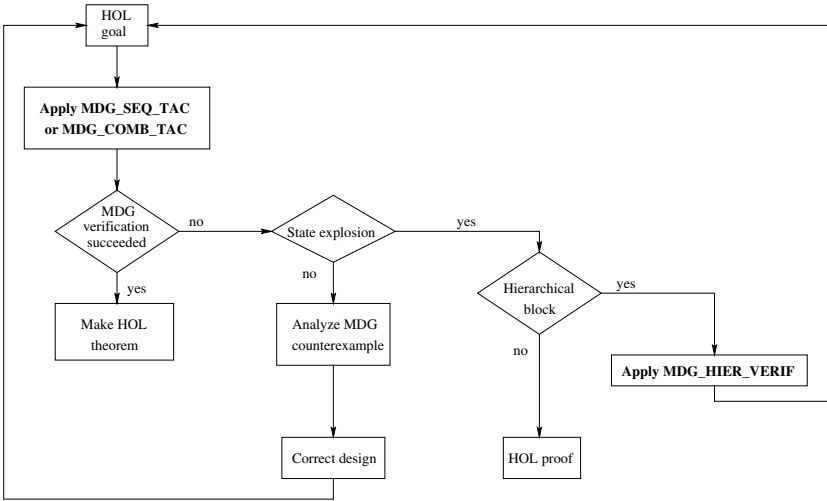 HOL
goal
Apply MDG_SEQ_TAC
or MDG_COMB_TAC
MDG
verification
succeeded
no
State explosion
yes
yes
no
Hierarchical
block
yes
Make HOL
theorem
Analyze MDG
counterexample
no
Apply MDG_HIER_VERIF
Correct design
HOL proof